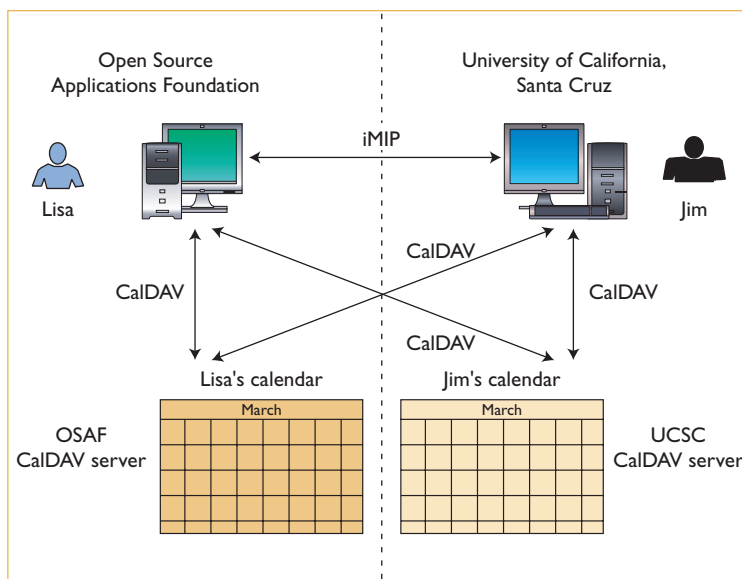 Open Source
Applications Foundation
University of California,
Santa Cruz
iMIP
Lisa
Jim
CalDAV
CalDAV
CalDAV
CalDAV
Lisa's calendar
Jim's calendar
March
March
OSAF
CalDAV server
UCSC
CalDAV server